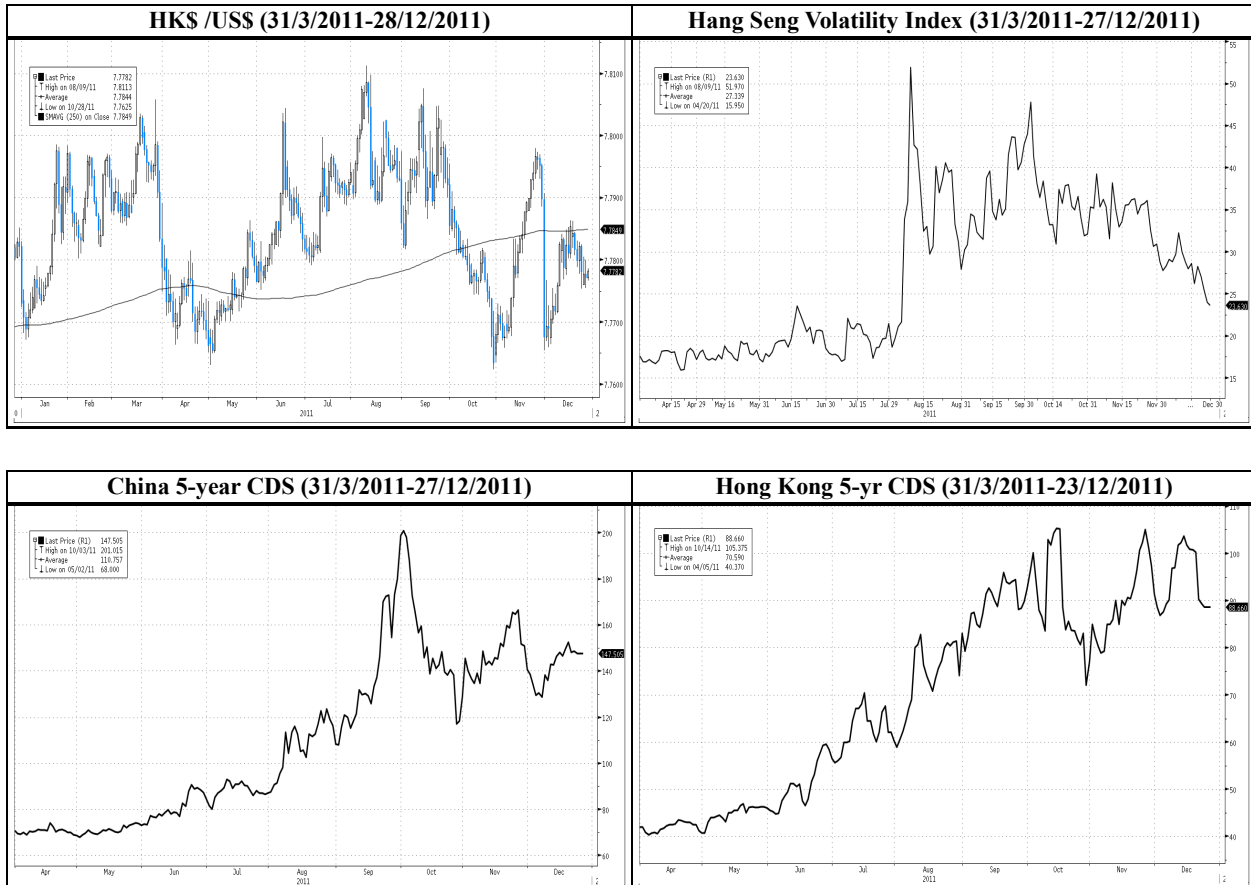 HK$ /US$ (31/3/2011-28/12/2011)
Last Price 7.7782
High on 08/09/11 7.8113
Average 7.7844
Low on 10/28/11 7.7625
SMAVG (250) on Close 7.7849
7.8100
7.8000
7.7900
7.7849
7.7800
7.7782
7.7700
7.7600
Jan Feb Mar Apr May Jun Jul Aug Sep Oct Nov Dec
0 2011 2
Hang Seng Volatility Index (31/3/2011-27/12/2011)
Last Price (R1) 23.630
High on 08/09/11 51.970
Average 27.139
Low on 04/20/11 15.950
55
50
45
40
35
30
25
23.630
20
15
Apr 15 Apr 29 May 16 May 31 Jun 15 Jun 30 Jul 15 Jul 29 Aug 15 Aug 31 Sep 15 Sep 30 Oct 14 Oct 31 Nov 15 Nov 30 ... Dec 30
2011 2
China 5-year CDS (31/3/2011-27/12/2011)
Last Price (R1) 147.505
High on 10/03/11 201.015
Average 110.757
Low on 05/02/11 68.000
200
180
160
147.505
140
120
100
80
60
Apr May Jun Jul Aug Sep Oct Nov Dec
2011 2
Hong Kong 5-yr CDS (31/3/2011-23/12/2011)
Last Price (R1) 88.660
High on 10/14/11 105.375
Average 70.590
Low on 04/05/11 40.370
110
100
90
88.660
80
70
60
50
40
Apr May Jun Jul Aug Sep Oct Nov Dec
2011 2